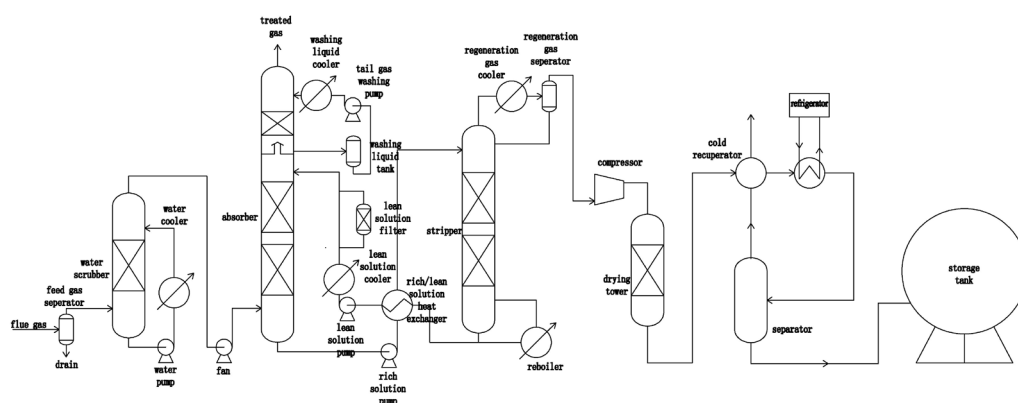 treated
gas
washing
liquid
cooler
tail gas
washing
pump
washing
liquid
tank
regeneration
gas
cooler
regeneration
gas
seperator
refrigerator
cold
recuperator
compressor
water
cooler
absorber
lean
solution
filter
stripper
water
scrubber
lean
solution
cooler
rich/lean
solution
heat
exchanger
drying
tower
storage
tank
feed gas
seperator
flue gas
drain
water
pump
fan
lean
solution
pump
rich
solution
pump
reboiler
separator